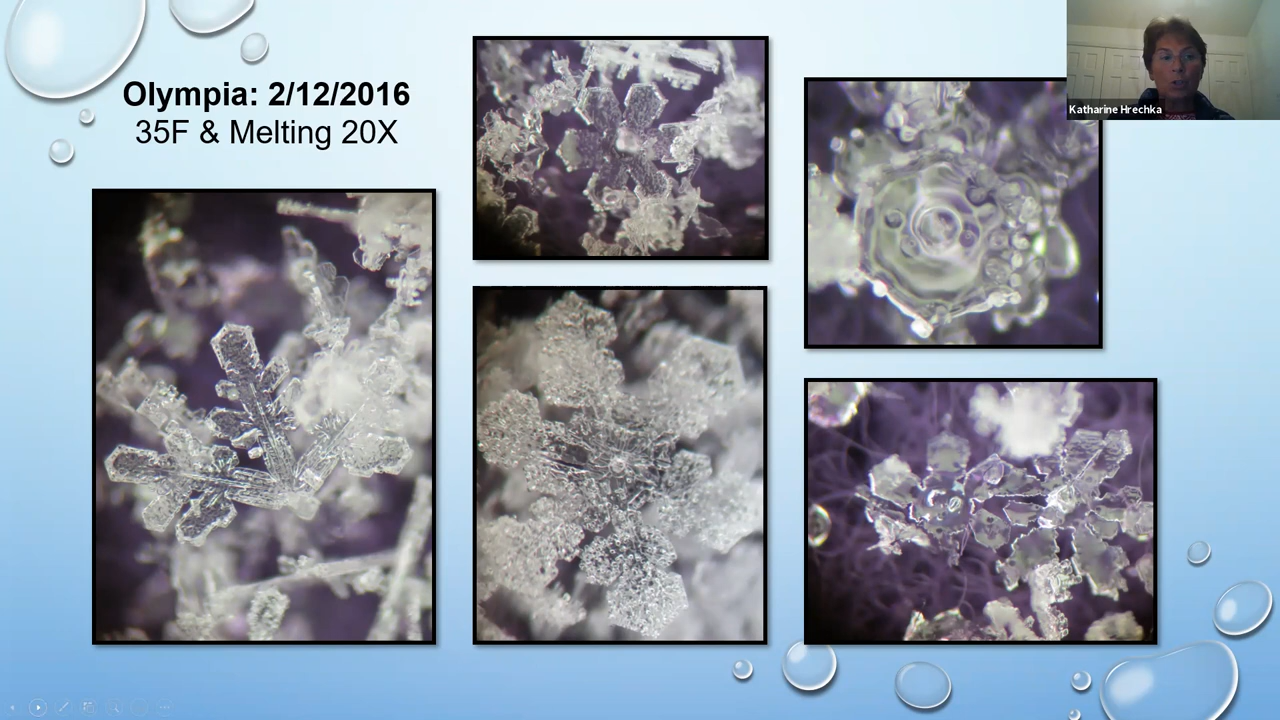 Olympia: 2/12/2016
35F & Melting 20X
Katharine Hrechka